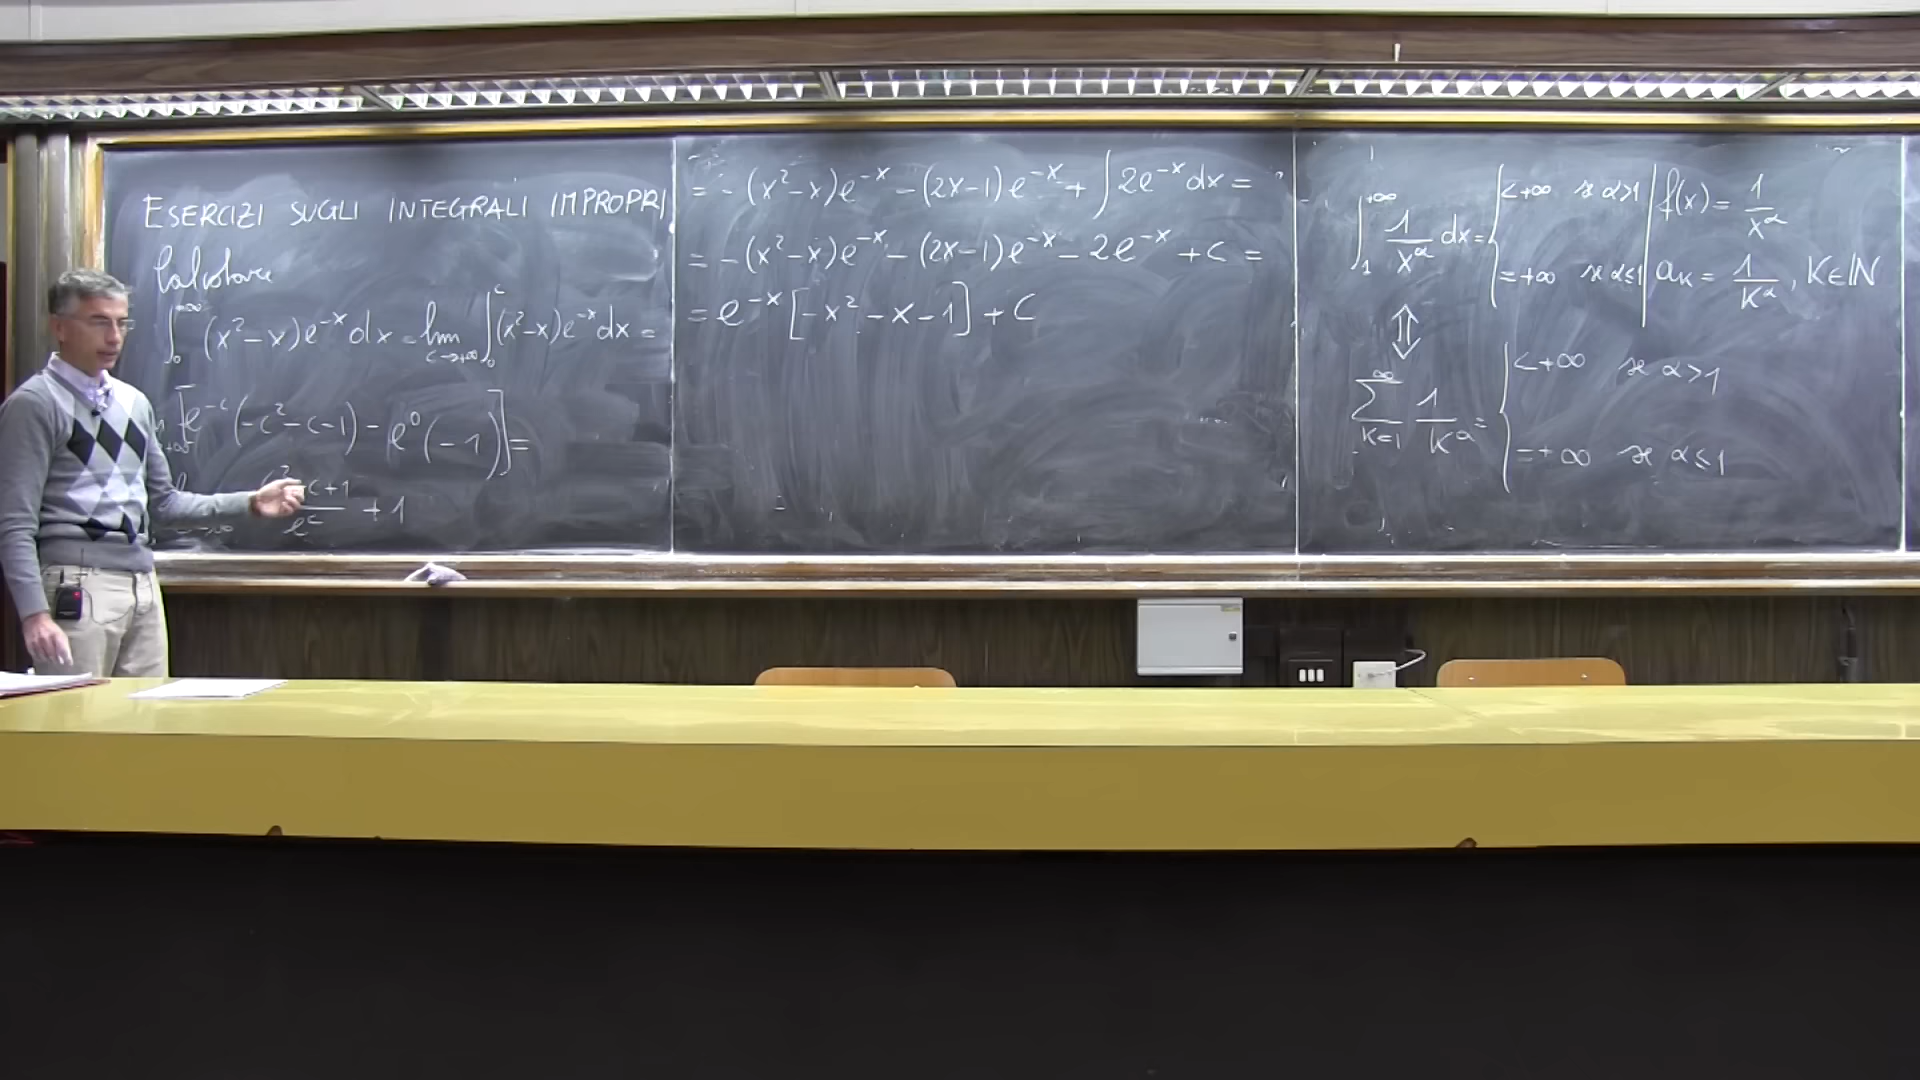 ESERCIZI SUGLI INTEGRALI IMPROPRI
Calcolare
∫₀^{+∞} (x²-x)e^{-x}dx = lim_{c→+∞} ∫₀^c (x²-x)e^{-x}dx =
[e^{-c}(-c²-c-1) - e⁰(-1)] =
c+1/e^c + 1
= -(x²-x)e^{-x} - (2x-1)e^{-x} + ∫2e^{-x}dx =
= -(x²-x)e^{-x} - (2x-1)e^{-x} - 2e^{-x} + c =
= e^{-x}[-x²-x-1] + C
∫₁^{+∞} 1/x^α dx = { <+∞ se α>1
=+∞ se α≤1
⇕
∑_{k=1}^∞ 1/k^α = { <+∞ se α>1
=+∞ se α≤1
f(x) = 1/x^α
a_k = 1/k^α, K∈ℕ